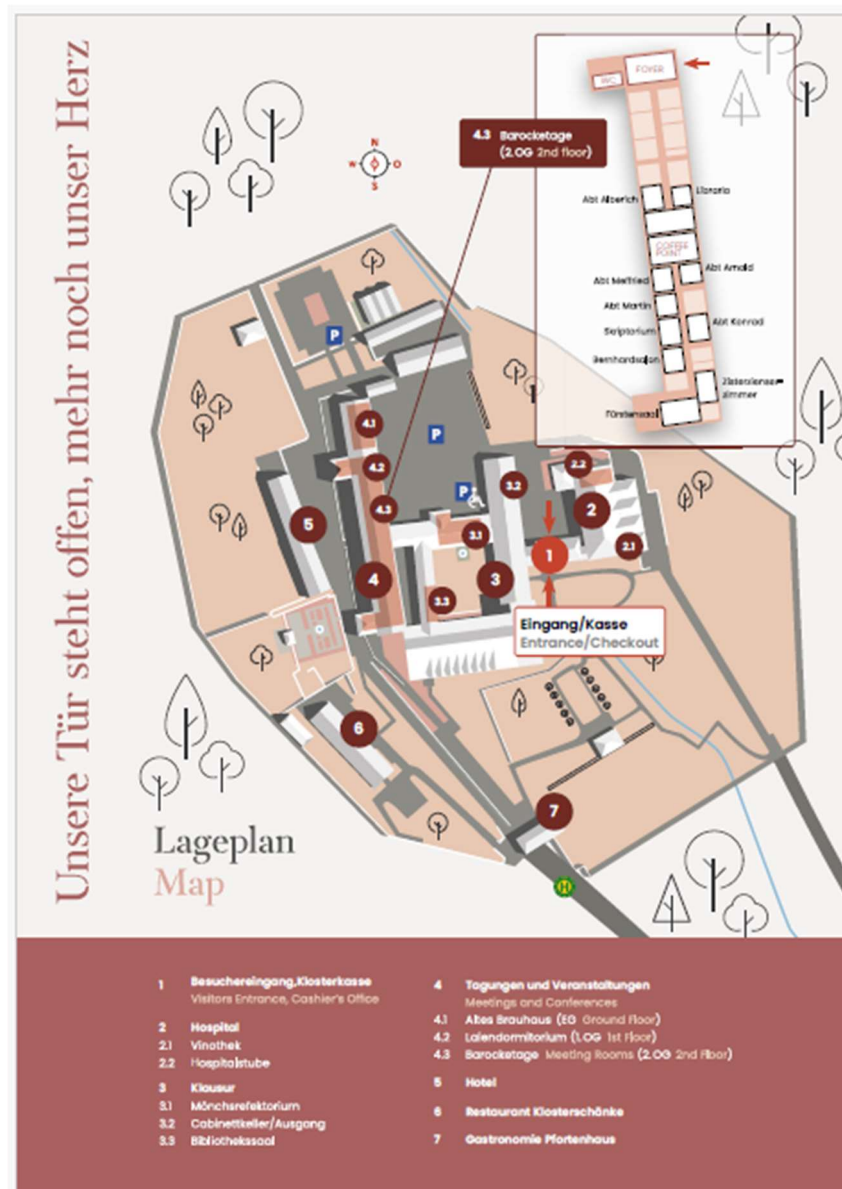 Unsere Tür steht offen, mehr noch unser Herz
N
W O
S
4.3 Barocketage
(2.OG 2nd floor)
FOYER
WC
Abt Alberich
Libraria
COFFEE
POINT
Abt Arnold
Abt Meffried
Abt Martin
Abt Konrad
Skriptorium
Bernhardsalon
Zisterzienser-
zimmer
Fürstensaal
P
4.1
P
4.2
2.2
P
3.2
4.3
2
5
3.1
1
2.1
4
3
3.3
Eingang/Kasse
Entrance/Checkout
6
7
H
Lageplan
Map
1 Besuchereingang,Klosterkasse
Visitors Entrance, Cashier's Office
2 Hospital
2.1 Vinothek
2.2 Hospitalstube
3 Klausur
3.1 Mönchsrefektorium
3.2 Cabinettkeller/Ausgang
3.3 Bibliothekssaal
4 Tagungen und Veranstaltungen
Meetings and Conferences
4.1 Altes Brauhaus (EG Ground Floor)
4.2 Laiendormitorium (1.OG 1st Floor)
4.3 Barocketage Meeting Rooms (2.OG 2nd Floor)
5 Hotel
6 Restaurant Klosterschänke
7 Gastronomie Pfortenhaus